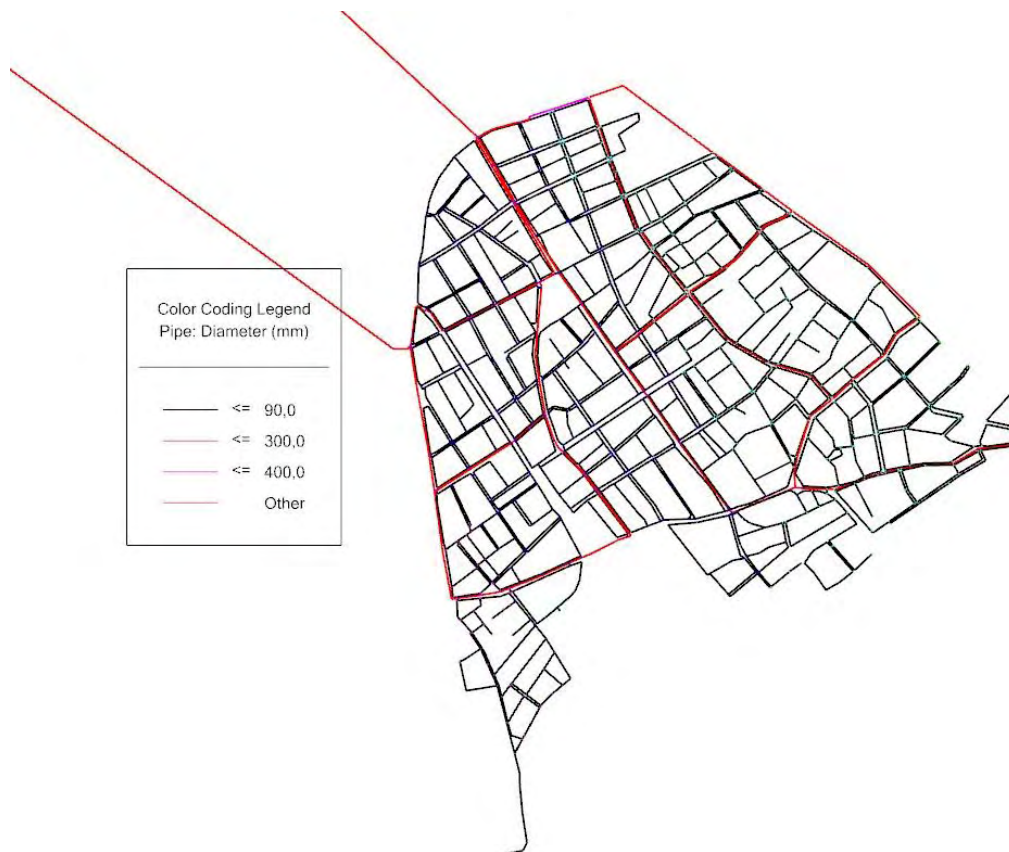 Color Coding Legend
Pipe: Diameter (mm)
<= 90,0
<= 300,0
<= 400,0
Other